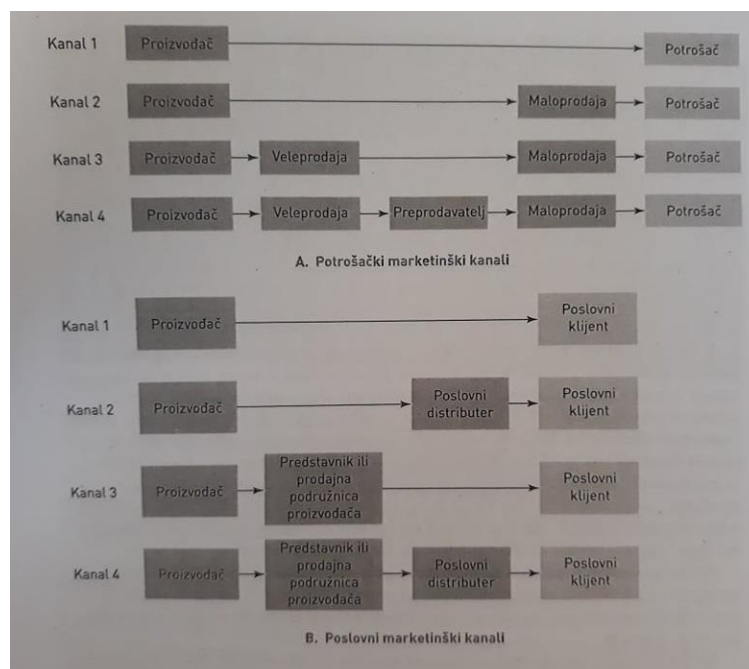 Kanal 1 Proizvođač Potrošač
Kanal 2 Proizvođač Maloprodaja Potrošač
Kanal 3 Proizvođač Veleprodaja Maloprodaja Potrošač
Kanal 4 Proizvođač Veleprodaja Preprodavatelj Maloprodaja Potrošač
A. Potrošački marketinški kanali
Kanal 1 Proizvođač Poslovni
klijent
Kanal 2 Proizvođač Poslovni
distributer Poslovni
klijent
Kanal 3 Proizvođač Predstavnik ili
prodajna
podružnica
proizvođača Poslovni
klijent
Kanal 4 Proizvođač Predstavnik ili
prodajna
podružnica
proizvođača Poslovni
distributer Poslovni
klijent
B. Poslovni marketinški kanali